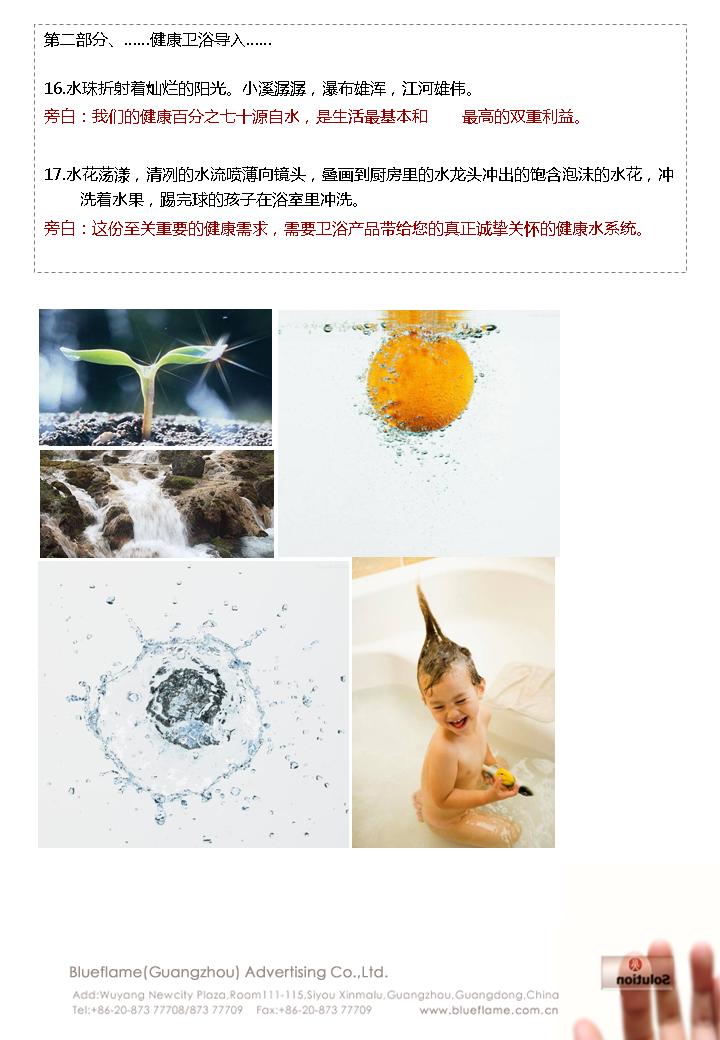 第二部分、……健康卫浴导入……
16.水珠折射着灿烂的阳光。小溪潺潺，瀑布雄浑，江河雄伟。
旁白：我们的健康百分之七十源自水，是生活最基本和　　最高的双重利益。
17.水花荡漾，清冽的水流喷薄向镜头，叠画到厨房里的水龙头冲出的饱含泡沫的水花，冲
洗着水果，踢完球的孩子在浴室里冲洗。
旁白：这份至关重要的健康需求，需要卫浴产品带给您的真正诚挚关怀的健康水系统。
Blueflame(Guangzhou) Advertising Co.,Ltd.
Add:Wuyang Newcity Plaza,Room111-115,Siyou Xinmalu,Guangzhou,Guangdong,China
Tel:+86-20-873 77708/873 77709 Fax:+86-20-873 77709 www.blueflame.com.cn
Solution